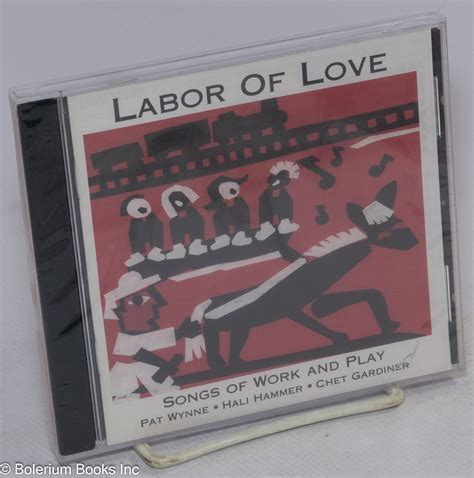 LABOR OF LOVE
SONGS OF WORK AND PLAY
PAT WYNNE • HALI HAMMER • CHET GARDINER
© Bolerium Books Inc